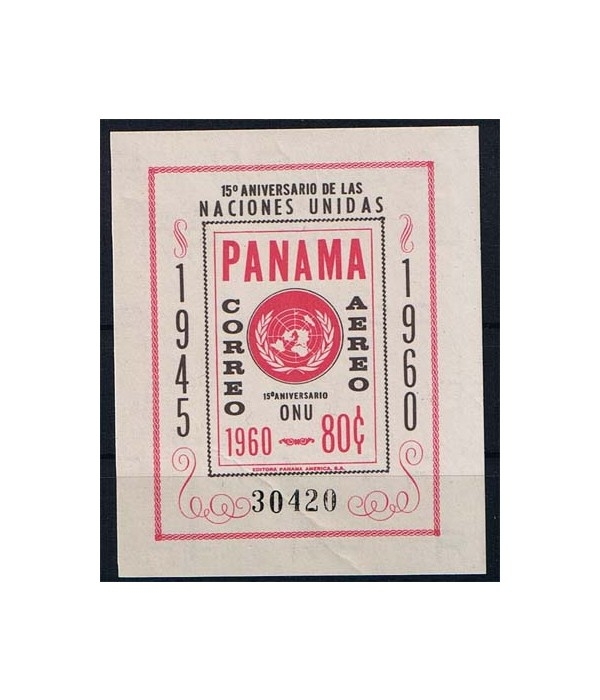 15º ANIVERSARIO DE LAS
NACIONES UNIDAS
1945
1960
PANAMA
CORREO
AEREO
15º ANIVERSARIO
ONU
1960 80¢
EDITORA PANAMA AMERICA, S.A.
30420